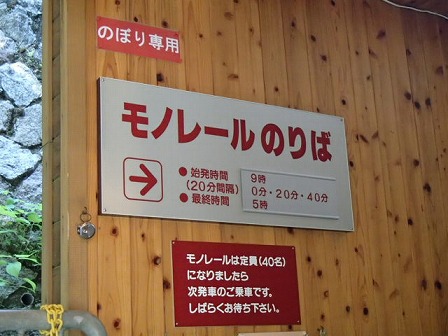 のぼり専用
モノレール のりば
●始発時間 9時
(20分間隔) 0分・20分・40分
●最終時間 5時
モノレールは定員(40名)
になりましたら
次発車のご乗車です。
しばらくお待ち下さい。